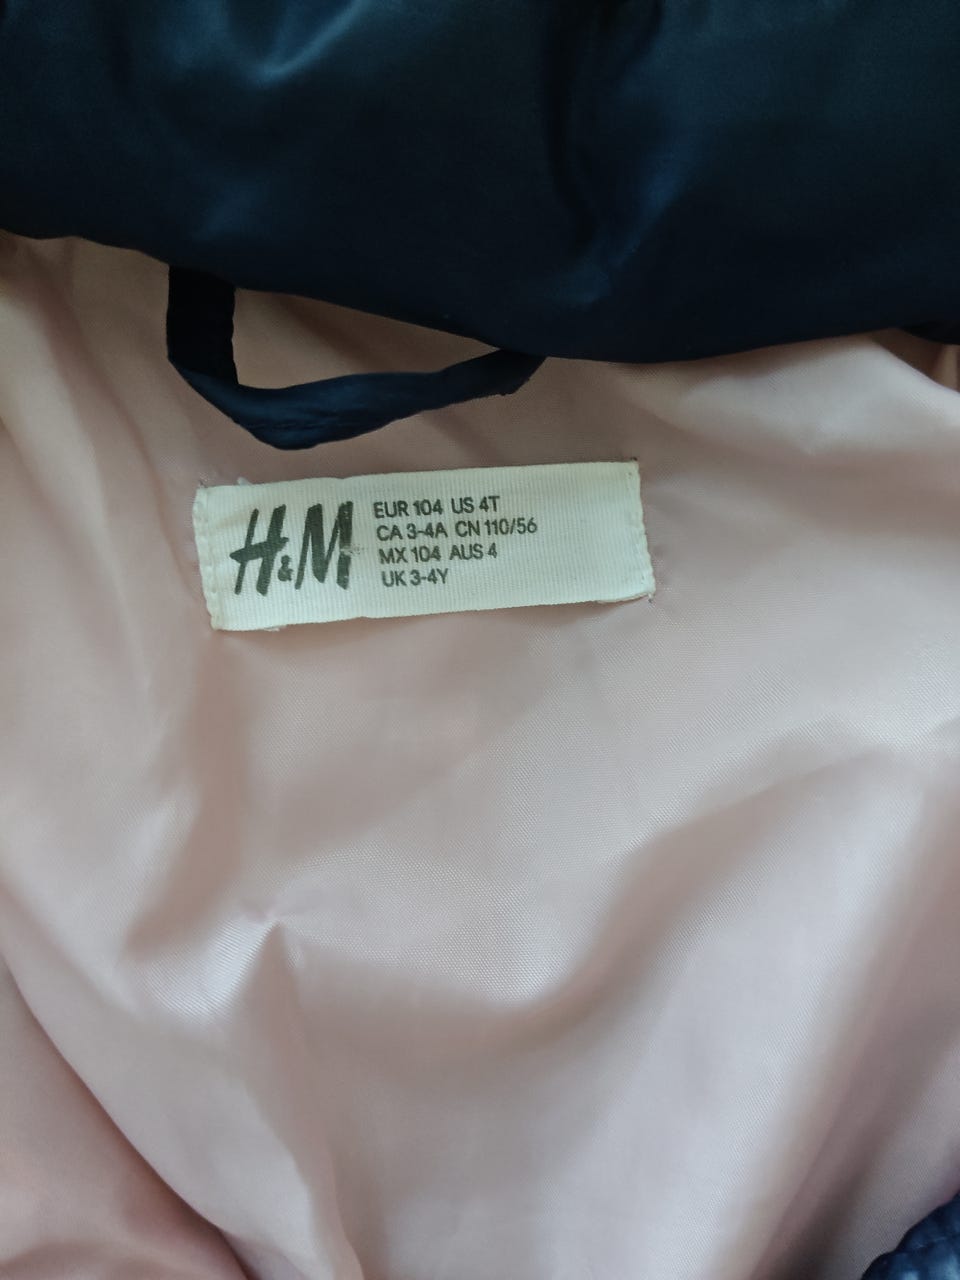 H&M
EUR 104 US 4T
CA 3-4A CN 110/56
MX 104 AUS 4
UK 3-4Y